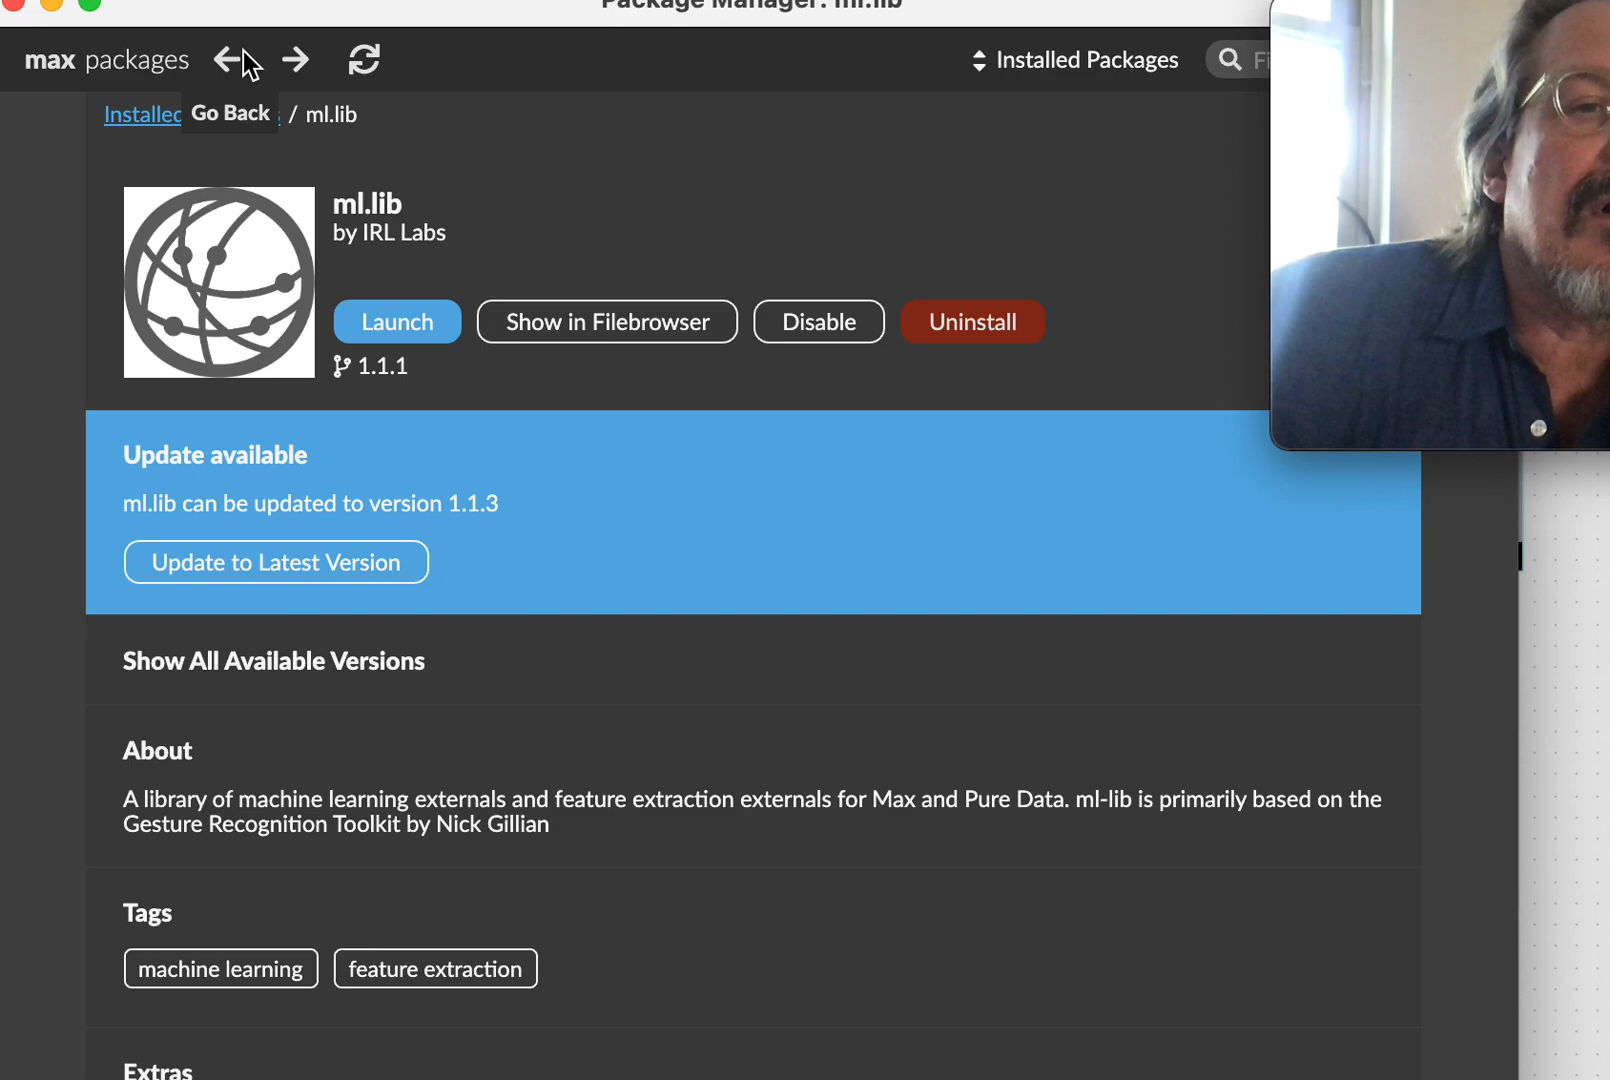 Package Manager: ml.lib
max packages
Installed Packages
Go Back
/ ml.lib
ml.lib
by IRL Labs
Launch
Show in Filebrowser
Disable
Uninstall
1.1.1
Update available
ml.lib can be updated to version 1.1.3
Update to Latest Version
Show All Available Versions
About
A library of machine learning externals and feature extraction externals for Max and Pure Data. ml-lib is primarily based on the
Gesture Recognition Toolkit by Nick Gillian
Tags
machine learning
feature extraction
Extras